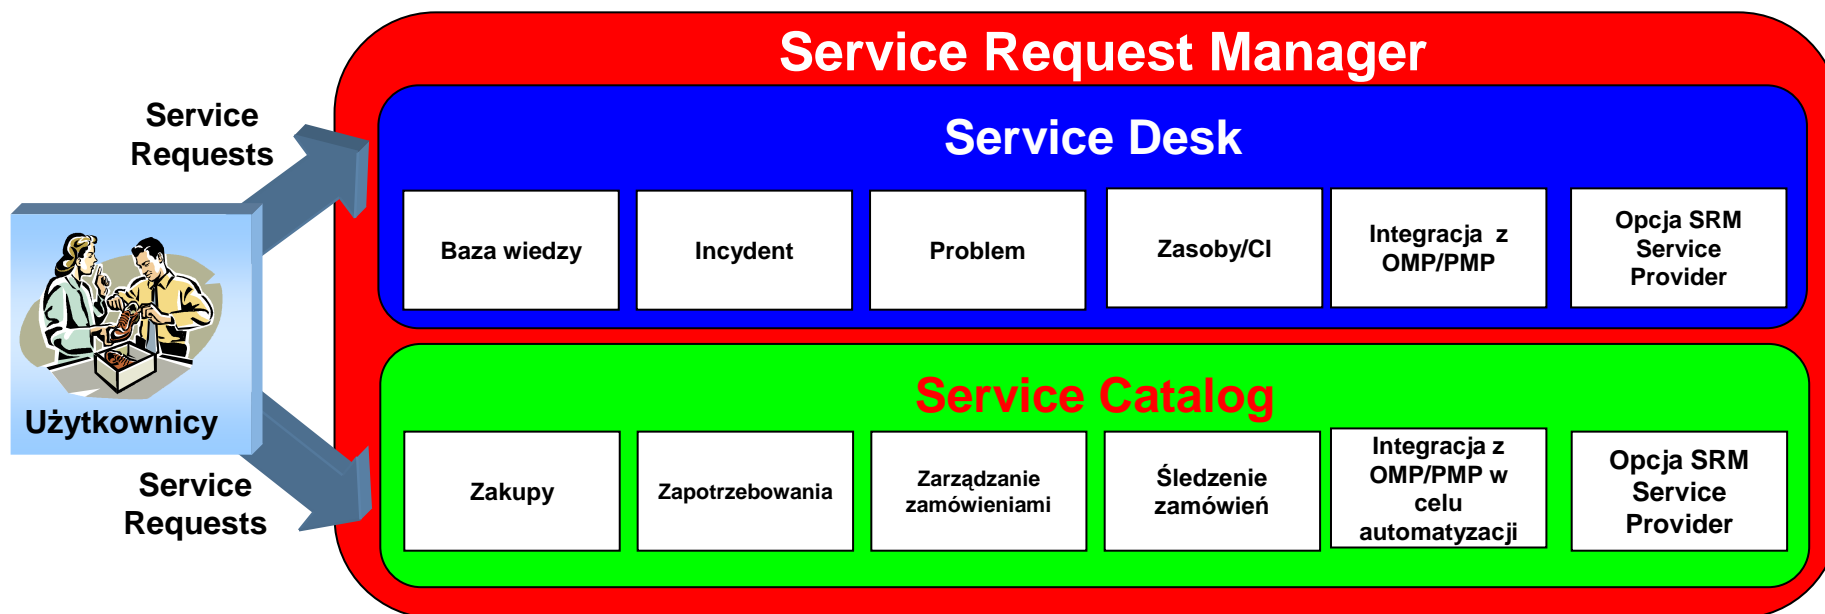 Service Request Manager
Service
Requests
Service Desk
Baza wiedzy
Incydent
Problem
Zasoby/CI
Integracja z
OMP/PMP
Opcja SRM
Service
Provider
Użytkownicy
Service
Requests
Service Catalog
Zakupy
Zapotrzebowania
Zarządzanie
zamówieniami
Śledzenie
zamówień
Integracja z
OMP/PMP w
celu
automatyzacji
Opcja SRM
Service
Provider